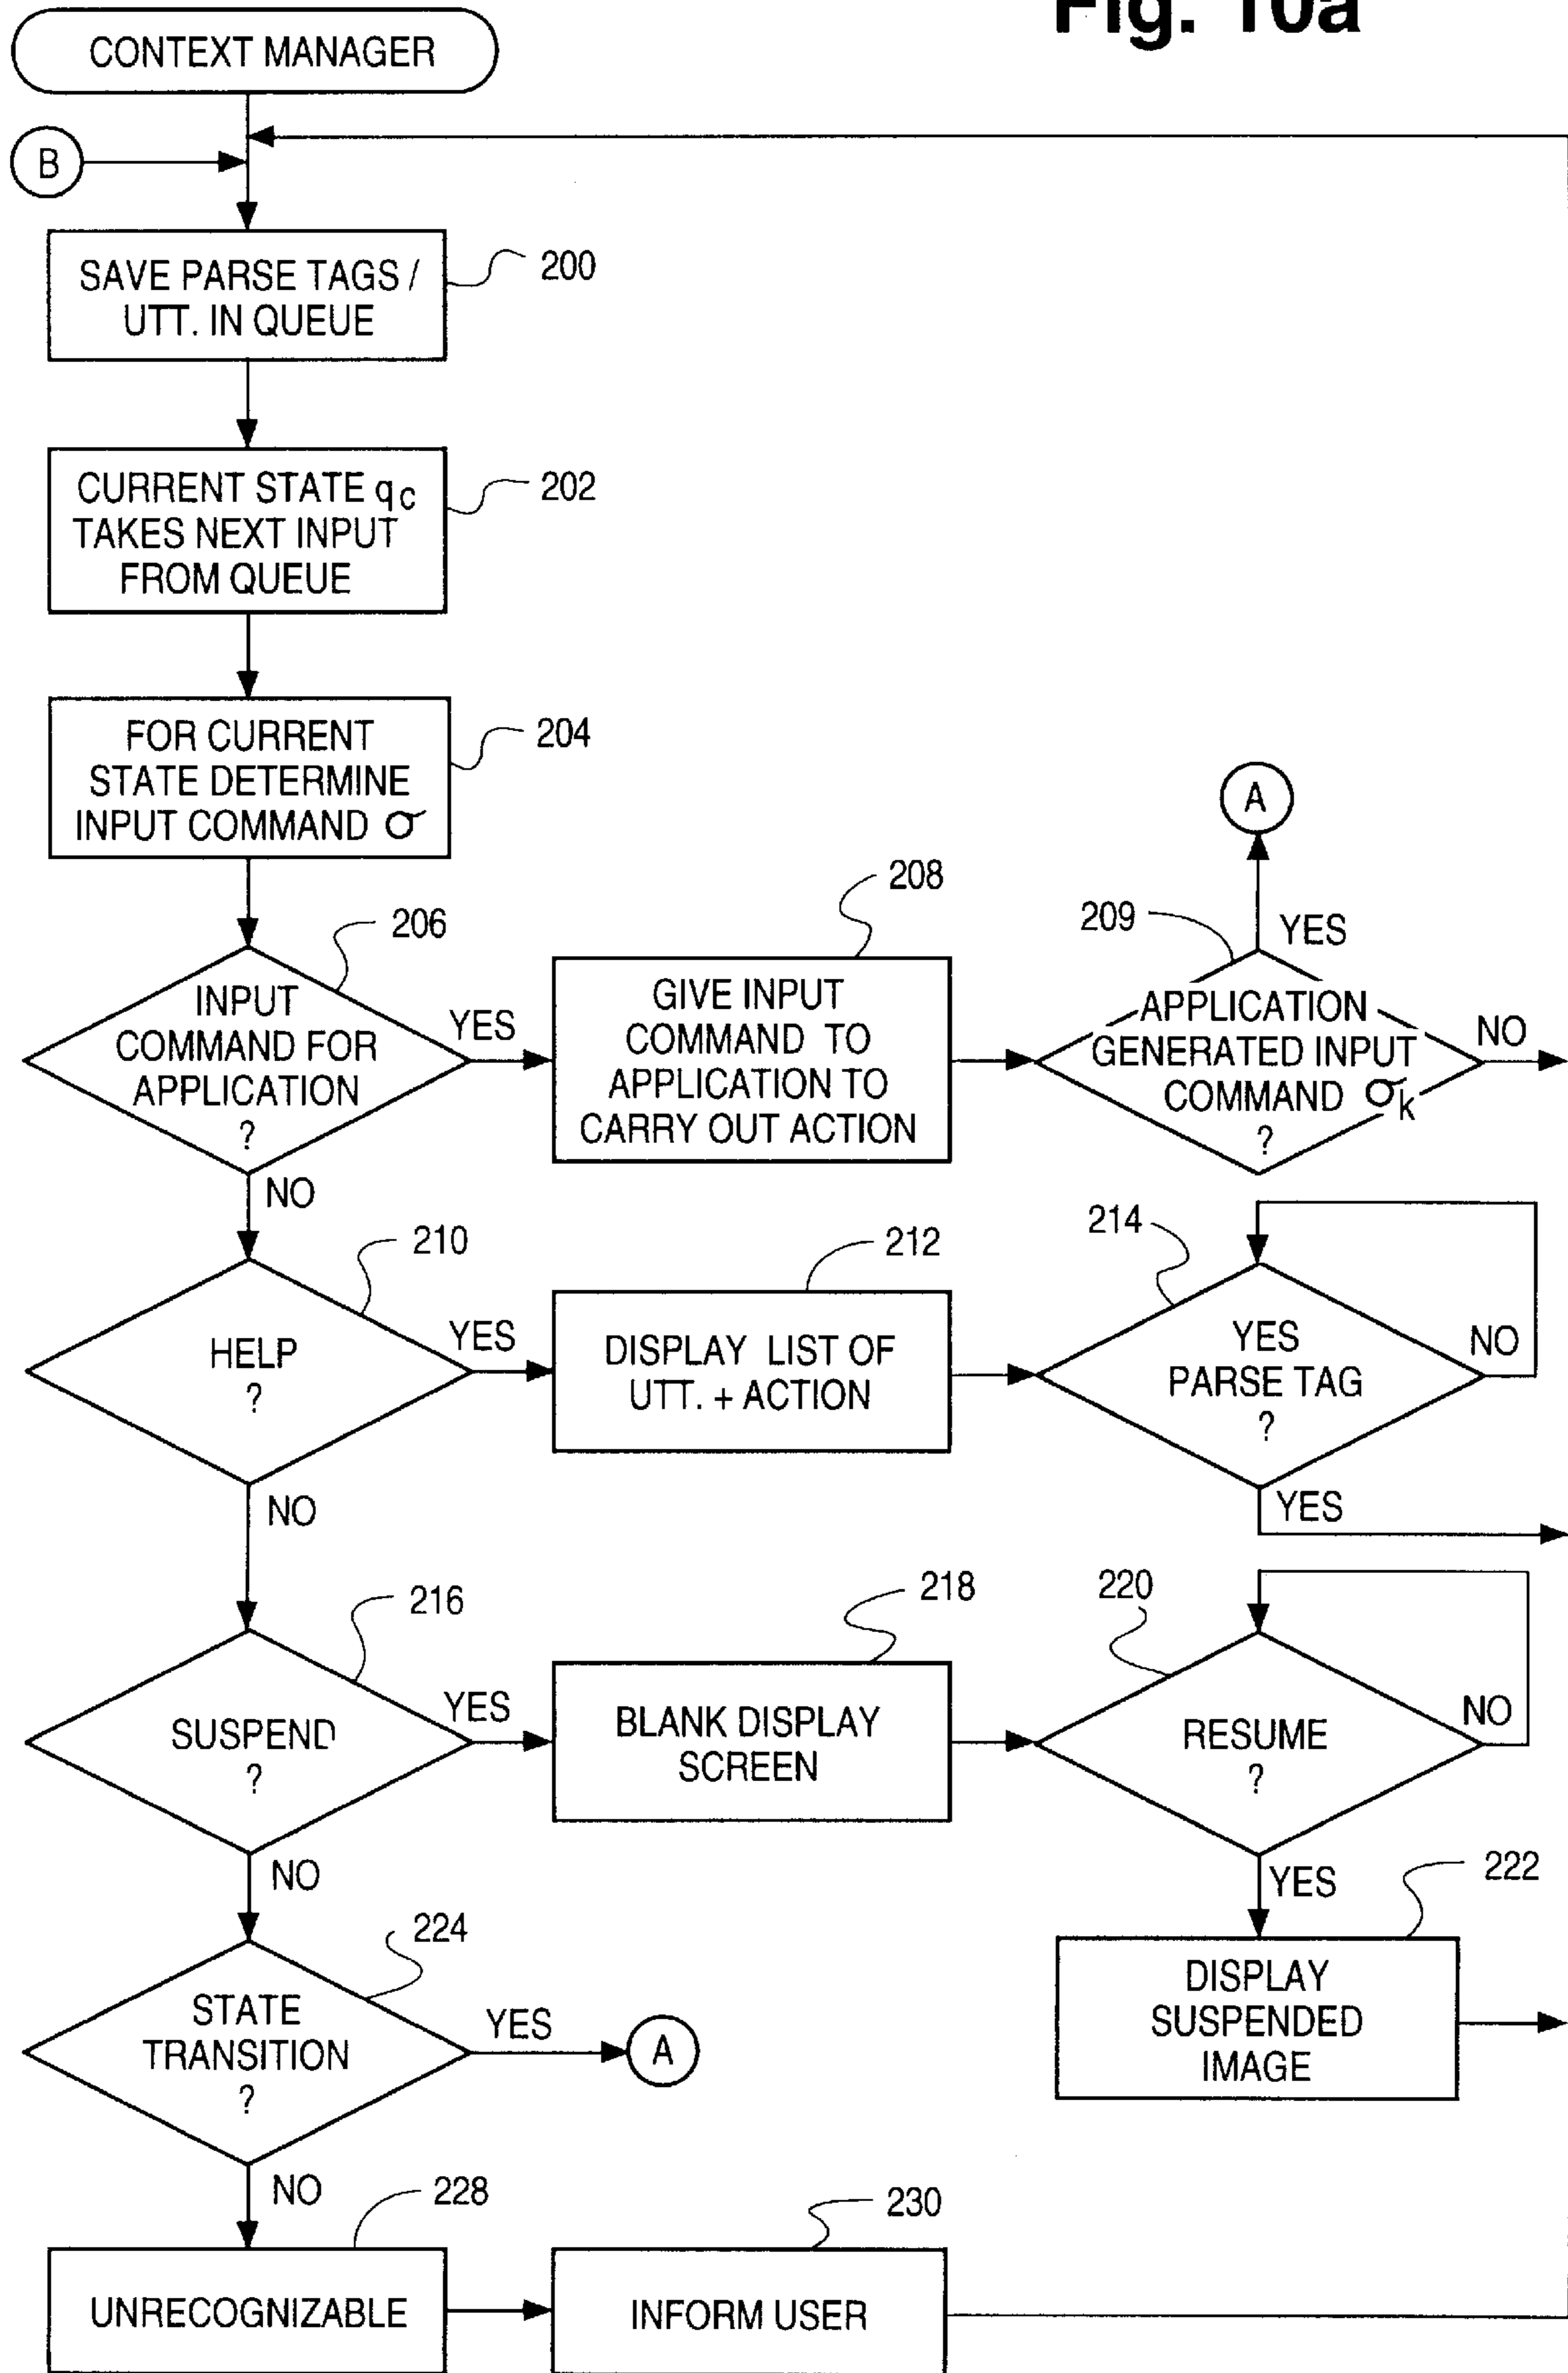 Fig. 10a
CONTEXT MANAGER
B
SAVE PARSE TAGS /
UTT. IN QUEUE
200
CURRENT STATE qc
TAKES NEXT INPUT
FROM QUEUE
202
FOR CURRENT
STATE DETERMINE
INPUT COMMAND σ
204
206
INPUT
COMMAND FOR
APPLICATION
?
YES
NO
208
GIVE INPUT
COMMAND TO
APPLICATION TO
CARRY OUT ACTION
A
209
YES
APPLICATION
GENERATED INPUT
COMMAND σk
?
NO
210
HELP
?
YES
NO
212
DISPLAY LIST OF
UTT. + ACTION
214
YES
PARSE TAG
?
NO
YES
216
SUSPEND
?
YES
NO
218
BLANK DISPLAY
SCREEN
220
RESUME
?
NO
YES
222
DISPLAY
SUSPENDED
IMAGE
224
STATE
TRANSITION
?
YES
A
NO
228
UNRECOGNIZABLE
230
INFORM USER